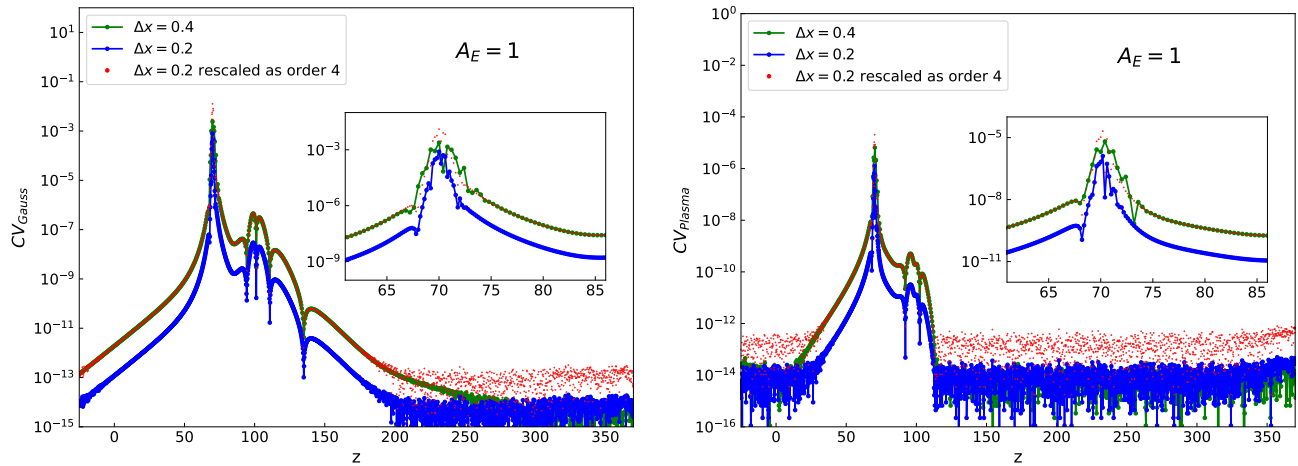 10^1
10^-1
10^-3
10^-5
10^-7
10^-9
10^-11
10^-13
10^-15
CV_Gauss
Δx = 0.4
Δx = 0.2
Δx = 0.2 rescaled as order 4
A_E = 1
10^-3
10^-6
10^-9
65 70 75 80 85
0 50 100 150 200 250 300 350
z
10^0
10^-2
10^-4
10^-6
10^-8
10^-10
10^-12
10^-14
10^-16
CV_Plasma
Δx = 0.4
Δx = 0.2
Δx = 0.2 rescaled as order 4
A_E = 1
10^-5
10^-8
10^-11
65 70 75 80 85
0 50 100 150 200 250 300 350
z